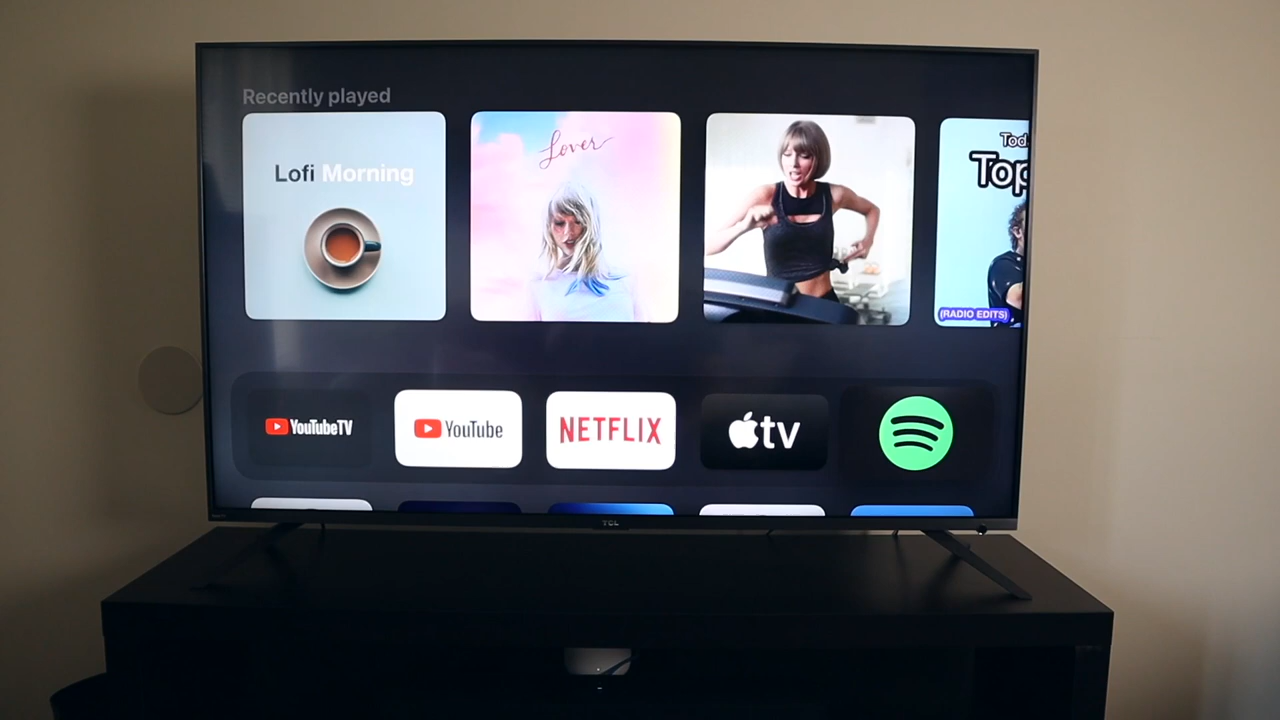 Recently played
Lofi Morning
Lover
Top
(RADIO EDITS)
YouTubeTV
YouTube
NETFLIX
tv
TCL